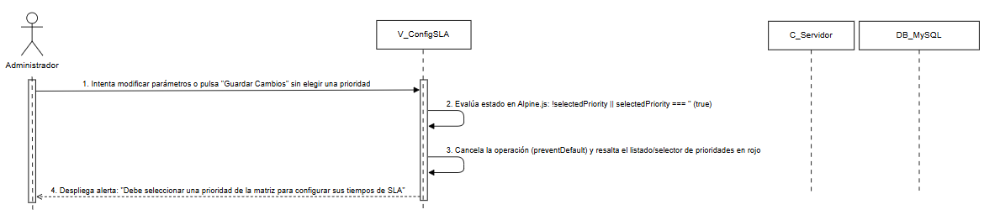 V_ConfigSLA
C_Servidor
DB_MySQL
Administrador
1. Intenta modificar parámetros o pulsa "Guardar Cambios" sin elegir una prioridad
2. Evalúa estado en Alpine.js: !selectedPriority || selectedPriority === '' (true)
3. Cancela la operación (preventDefault) y resalta el listado/selector de prioridades en rojo
4. Despliega alerta: "Debe seleccionar una prioridad de la matriz para configurar sus tiempos de SLA"